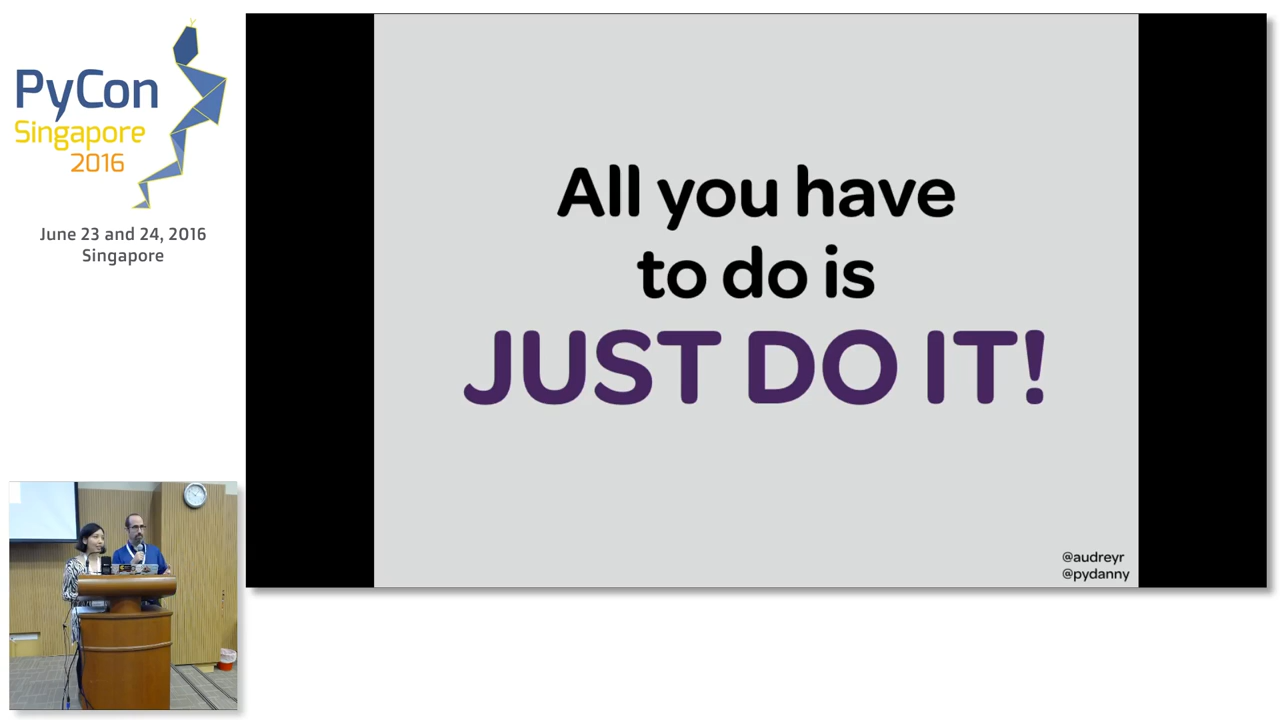 PyCon
Singapore
2016
June 23 and 24, 2016
Singapore
All you have
to do is
JUST DO IT!
@audreyr
@pydanny